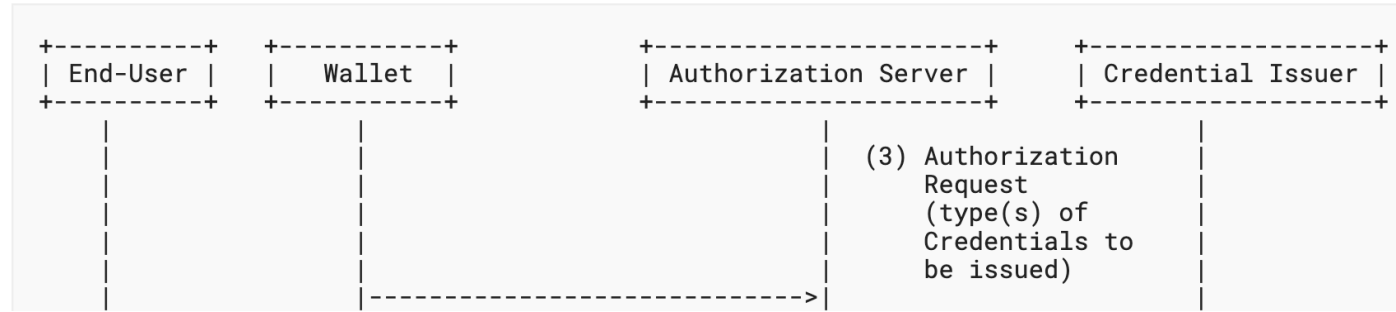 +----------+   +-----------+            +----------------------+     +-------------------+
| End-User |   |   Wallet  |            | Authorization Server |     | Credential Issuer |
+----------+   +-----------+            +----------------------+     +-------------------+
    |                |                              |                        |
    |                |                              |  (3) Authorization     |
    |                |                              |      Request           |
    |                |                              |      (type(s) of       |
    |                |                              |      Credentials to    |
    |                |                              |      be issued)        |
    |                |----------------------------->|                        |